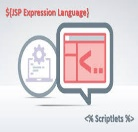 ${JSP Expression Language}
<% Scriptlets %>